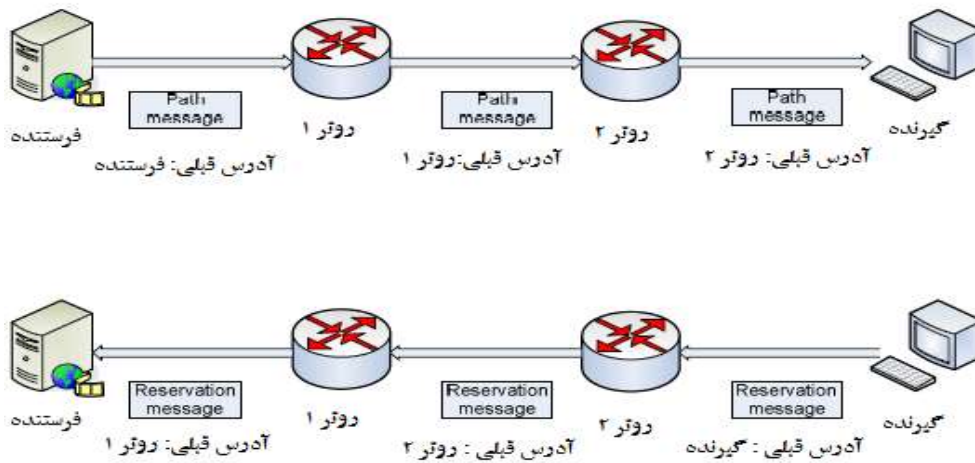 Path
message
Path
message
Path
message
فرستنده
روتر ۱
روتر ۲
گیرنده
آدرس قبلی: فرستنده
آدرس قبلی:روتر ۱
آدرس قبلی: روتر ۲
Reservation
message
Reservation
message
Reservation
message
فرستنده
روتر ۱
روتر ۲
گیرنده
آدرس قبلی: روتر ۱
آدرس قبلی : روتر ۲
آدرس قبلی : گیرنده